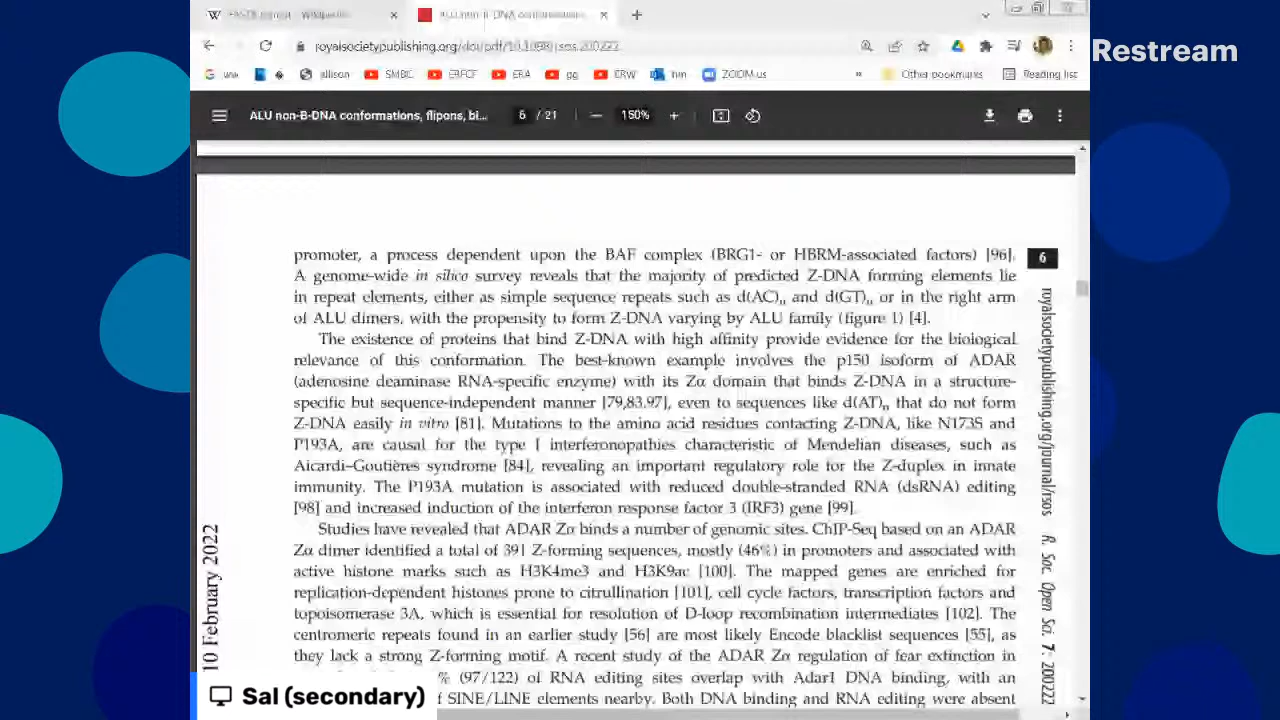 royalsocietypublishing.org/doi/pdf/10.1098/rsos.200222
Restream
allison
SMBC
ERV
ZOOM.us
»
Other bookmarks
Reading list
ALU non-B-DNA conformations, flipons, bi...
6 / 21
150%
promoter, a process dependent upon the BAF complex (BRG1- or HBRM-associated factors) [96].
A genome-wide in silico survey reveals that the majority of predicted Z-DNA forming elements lie
in repeat elements, either as simple sequence repeats such as d(AC)n and d(GT)n or in the right arm
of ALU dimers, with the propensity to form Z-DNA varying by ALU family (figure 1) [4].
The existence of proteins that bind Z-DNA with high affinity provide evidence for the biological
relevance of this conformation. The best-known example involves the p150 isoform of ADAR
(adenosine deaminase RNA-specific enzyme) with its Zα domain that binds Z-DNA in a structure-
specific but sequence-independent manner [79,83,97], even to sequences like d(AT)n that do not form
Z-DNA easily in vitro [81]. Mutations to the amino acid residues contacting Z-DNA, like N173S and
P193A, are causal for the type I interferonopathies characteristic of Mendelian diseases, such as
Aicardi–Goutières syndrome [84], revealing an important regulatory role for the Z-duplex in innate
immunity. The P193A mutation is associated with reduced double-stranded RNA (dsRNA) editing
[98] and increased induction of the interferon response factor 3 (IRF3) gene [99].
Studies have revealed that ADAR Zα binds a number of genomic sites. ChIP-Seq based on an ADAR
Zα dimer identified a total of 391 Z-forming sequences, mostly (46%) in promoters and associated with
active histone marks such as H3K4me3 and H3K9ac [100]. The mapped genes are enriched for
replication-dependent histones prone to citrullination [101], cell cycle factors, transcription factors and
topoisomerase 3A, which is essential for resolution of D-loop recombination intermediates [102]. The
centromeric repeats found in an earlier study [56] are most likely Encode blacklist sequences [55], as
they lack a strong Z-forming motif. A recent study of the ADAR Zα regulation of fear extinction in
% (97/122) of RNA editing sites overlap with Adar1 DNA binding, with an
f SINE/LINE elements nearby. Both DNA binding and RNA editing were absent
6
royalsocietypublishing.org/journal/rsos R. Soc. Open Sci. 7: 200222
10 February 2022
Sal (secondary)